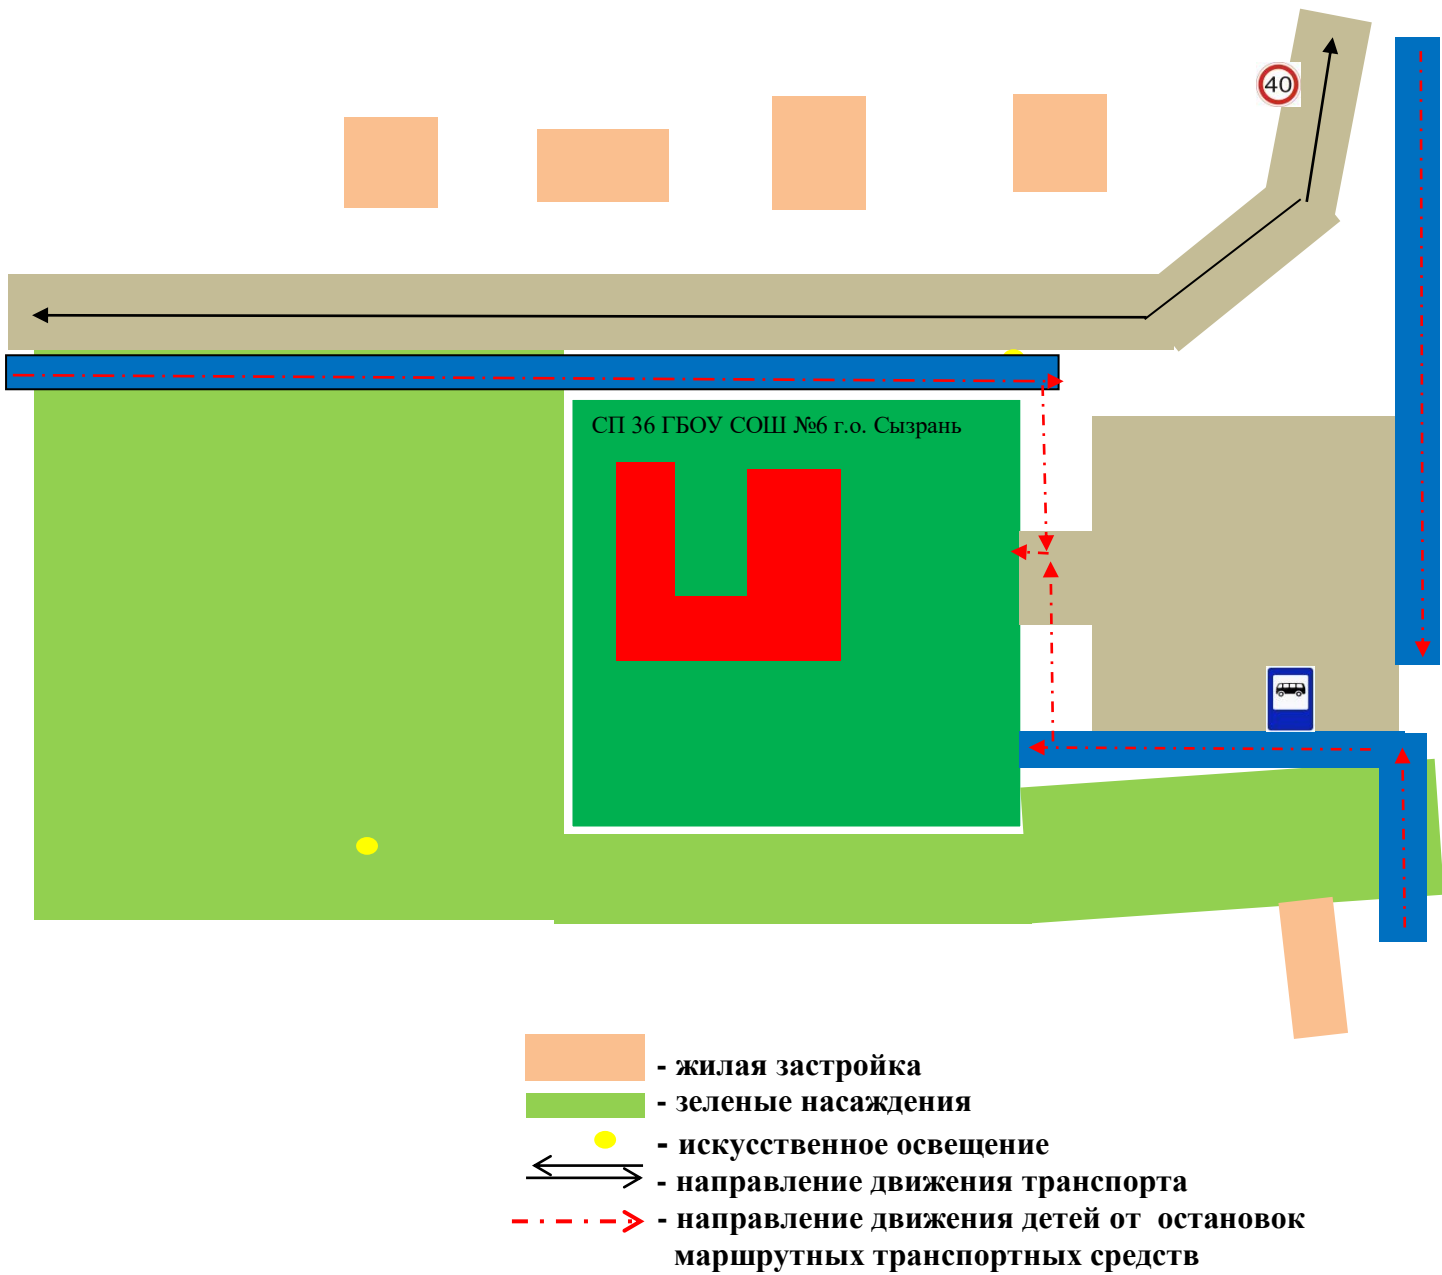 40
СП 36 ГБОУ СОШ №6 г.о. Сызрань
- жилая застройка
- зеленые насаждения
- искусственное освещение
- направление движения транспорта
- направление движения детей от остановок
маршрутных транспортных средств